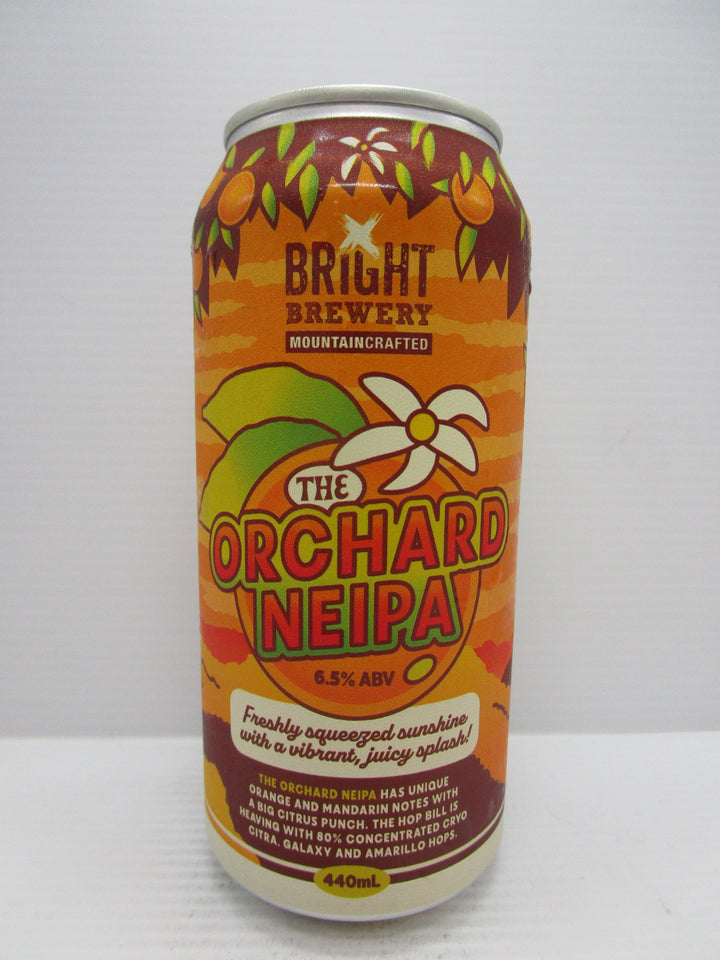 BRIGHT
BREWERY
MOUNTAINCRAFTED
THE
ORCHARD
NEIPA
6.5% ABV
Freshly squeezed sunshine
with a vibrant, juicy splash!
THE ORCHARD NEIPA HAS UNIQUE
ORANGE AND MANDARIN NOTES WITH
A BIG CITRUS PUNCH. THE HOP BILL IS
HEAVING WITH 80% CONCENTRATED CRYO
CITRA, GALAXY AND AMARILLO HOPS.
440mL